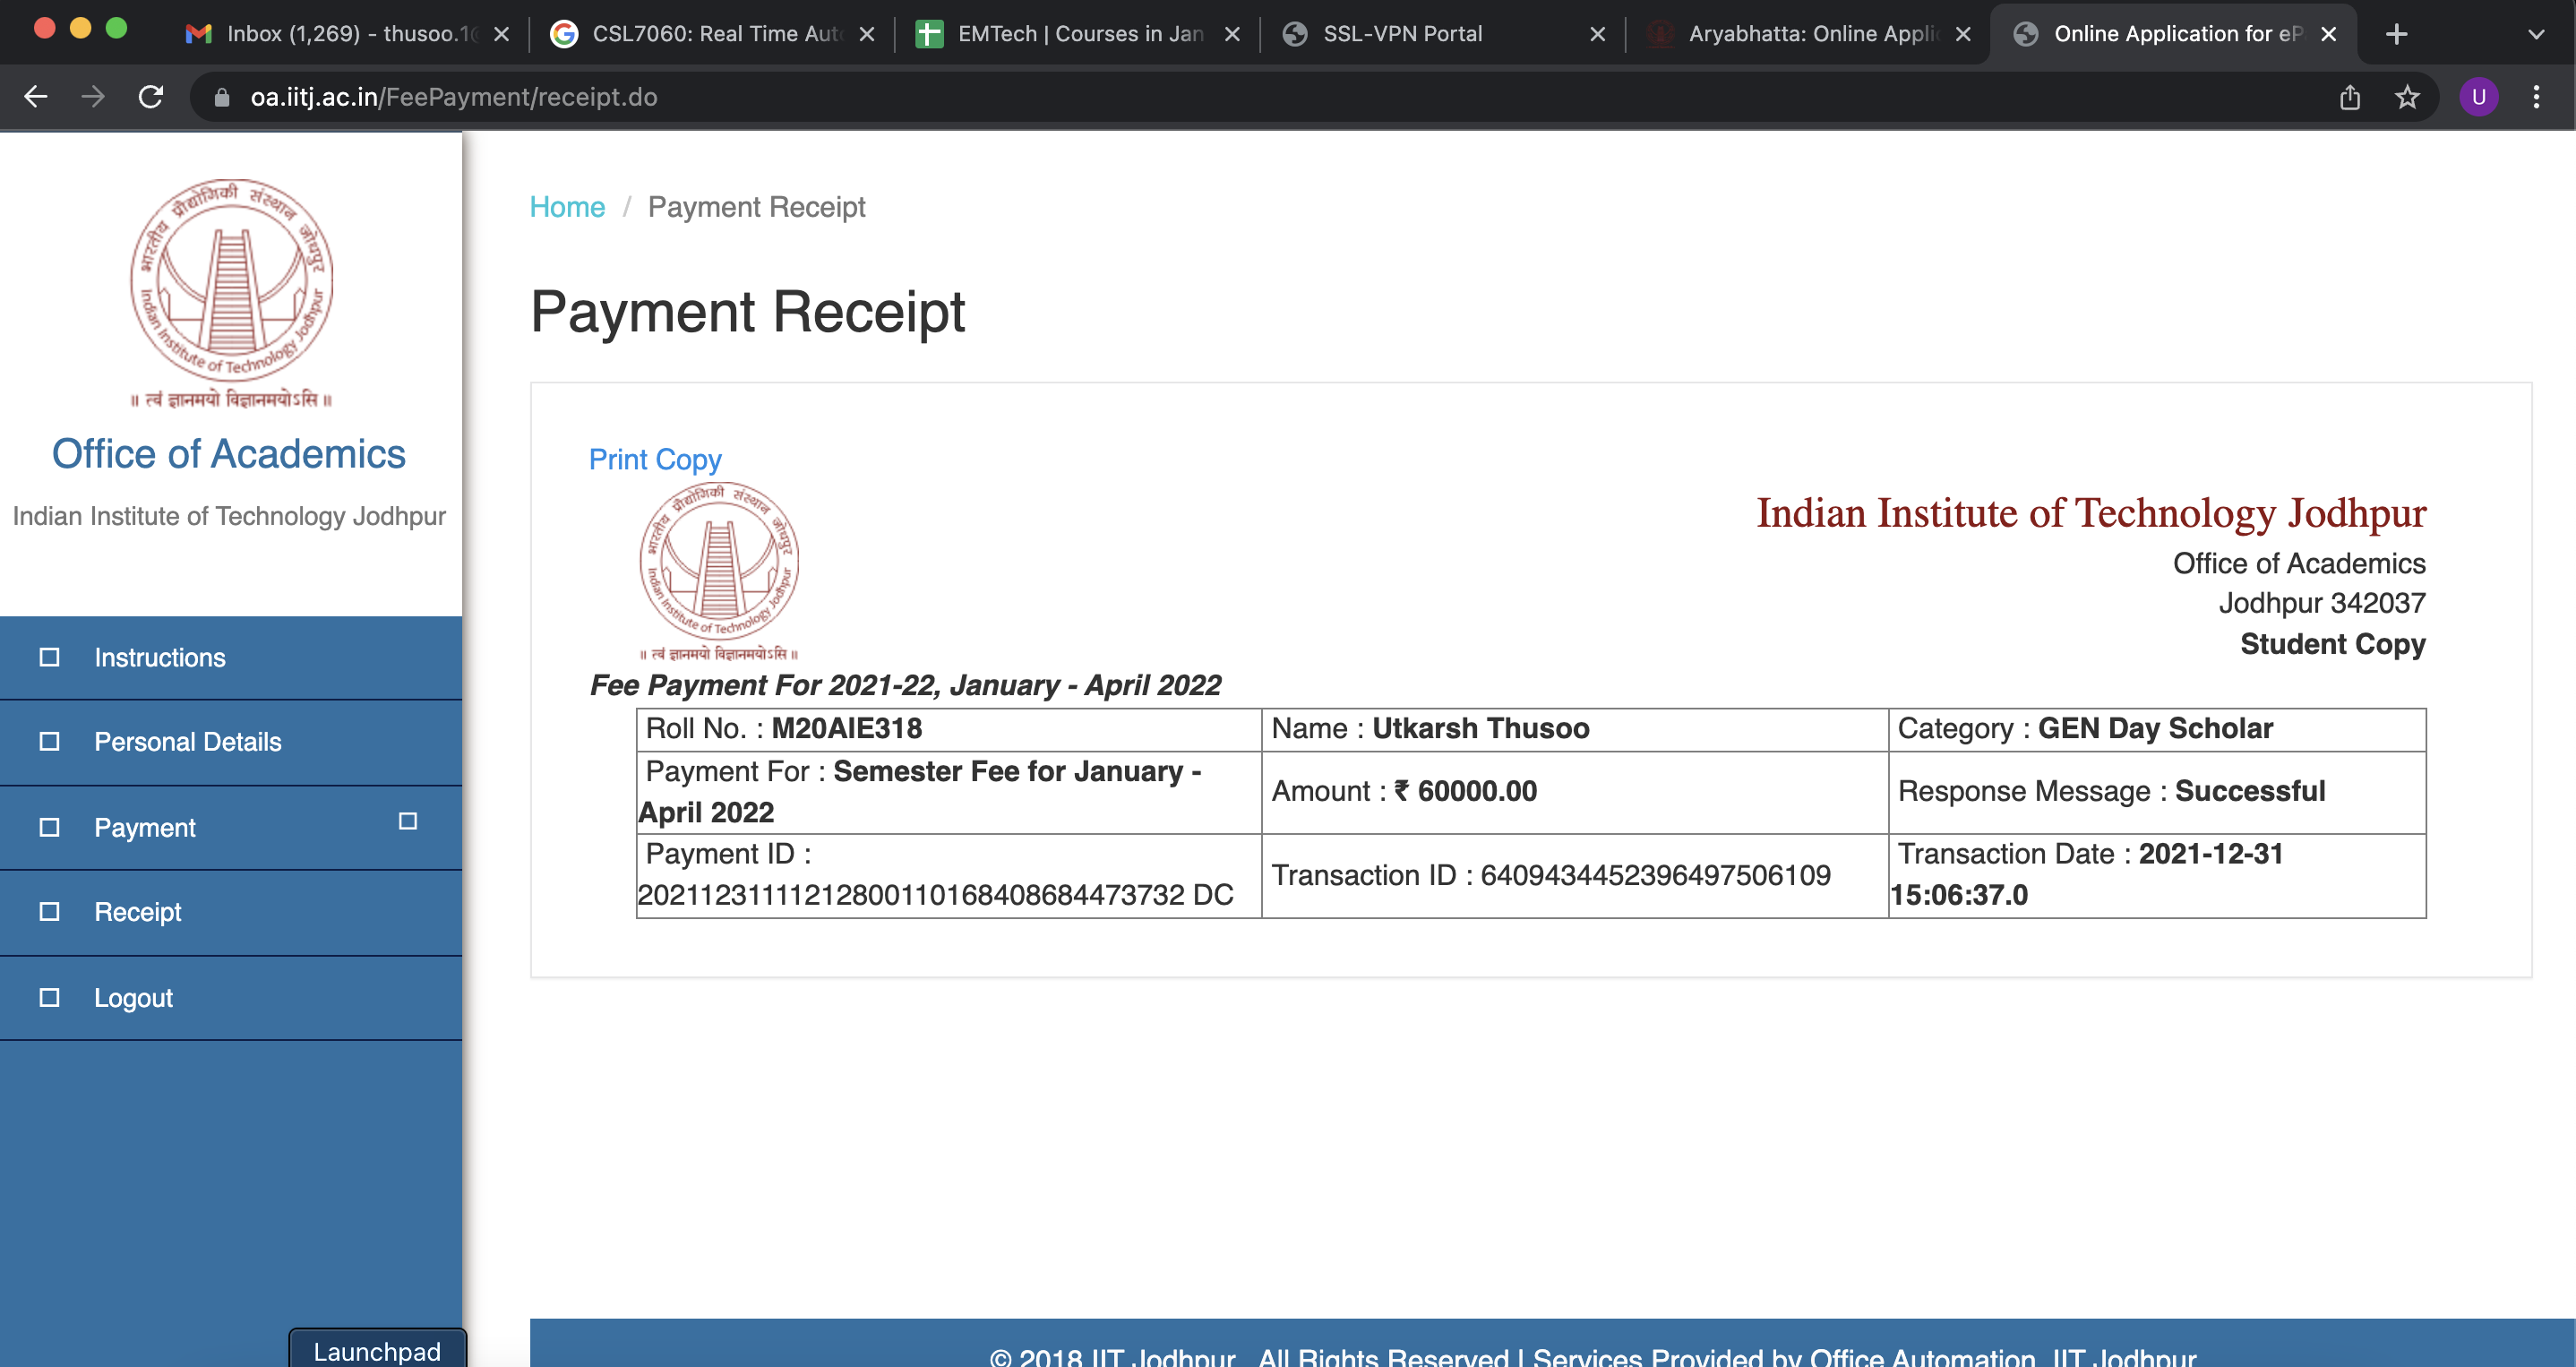 Inbox (1,269) - thusoo.1
CSL7060: Real Time Aut
EMTech | Courses in Jan
SSL-VPN Portal
Aryabhatta: Online Appli
Online Application for eP
oa.iitj.ac.in/FeePayment/receipt.do
U
भारतीय प्रौद्योगिकी संस्थान जोधपुर
Indian Institute of Technology Jodhpur
॥ त्वं ज्ञानमयो विज्ञानमयोऽसि ॥
Office of Academics
Indian Institute of Technology Jodhpur
Instructions
Personal Details
Payment
Receipt
Logout
Launchpad
Home / Payment Receipt
Payment Receipt
Print Copy
भारतीय प्रौद्योगिकी संस्थान जोधपुर
Indian Institute of Technology Jodhpur
॥ त्वं ज्ञानमयो विज्ञानमयोऽसि ॥
Indian Institute of Technology Jodhpur
Office of Academics
Jodhpur 342037
Student Copy
Fee Payment For 2021-22, January - April 2022
Roll No. : M20AIE318
Name : Utkarsh Thusoo
Category : GEN Day Scholar
Payment For : Semester Fee for January -
April 2022
Amount : ₹ 60000.00
Response Message : Successful
Payment ID :
20211231111212800110168408684473732 DC
Transaction ID : 6409434452396497506109
Transaction Date : 2021-12-31
15:06:37.0
© 2018 IIT Jodhpur. All Rights Reserved | Services Provided by Office Automation, IIT Jodhpur